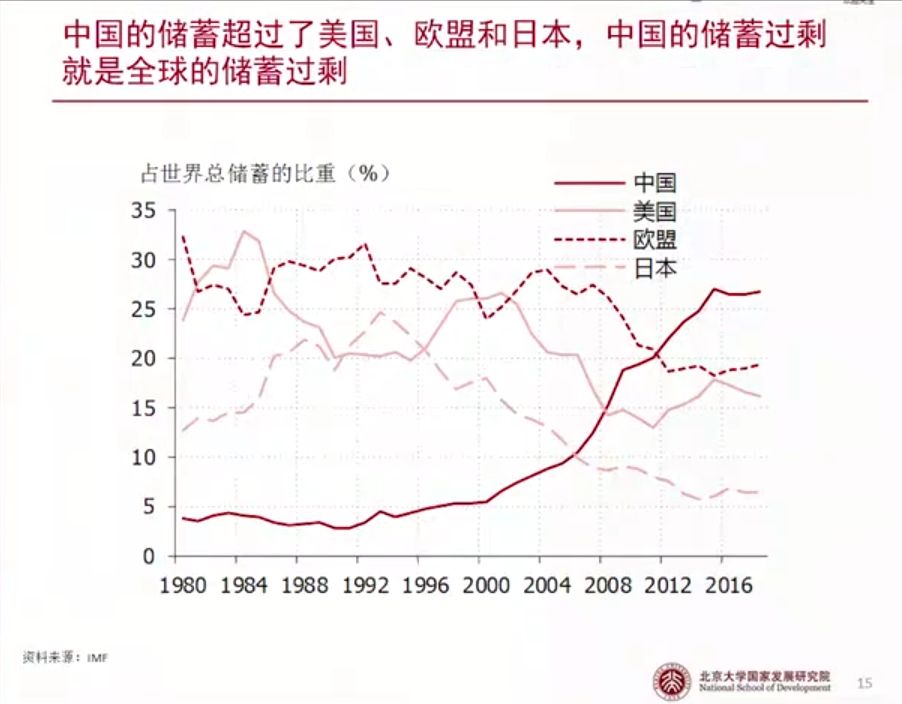 中国的储蓄超过了美国、欧盟和日本，中国的储蓄过剩
就是全球的储蓄过剩
占世界总储蓄的比重（%）
中国
美国
欧盟
日本
35
30
25
20
15
10
5
0
1980 1984 1988 1992 1996 2000 2004 2008 2012 2016
资料来源：IMF
北京大学国家发展研究院
National School of Development
15